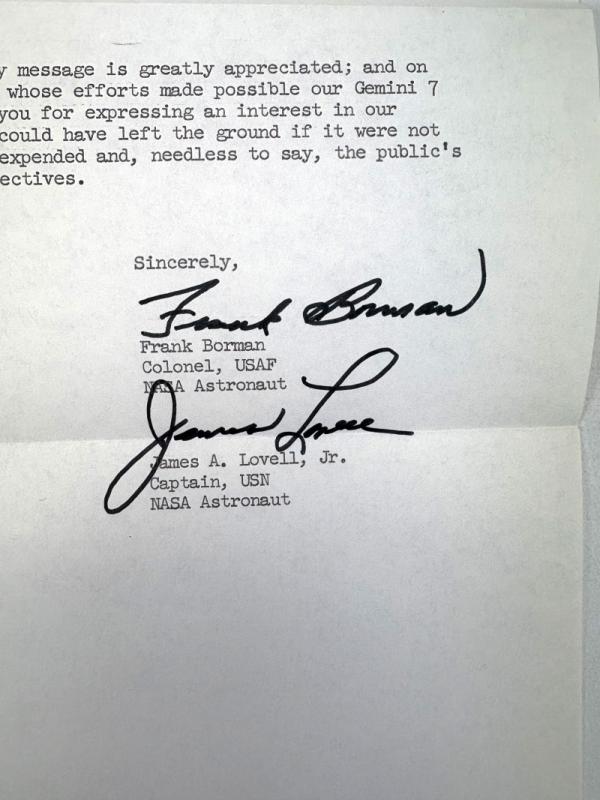 y message is greatly appreciated; and on
whose efforts made possible our Gemini 7
you for expressing an interest in our
could have left the ground if it were not
expended and, needless to say, the public's
ectives.
Sincerely,
Frank Borman
Frank Borman
Colonel, USAF
NASA Astronaut
James Lovell
James A. Lovell, Jr.
Captain, USN
NASA Astronaut